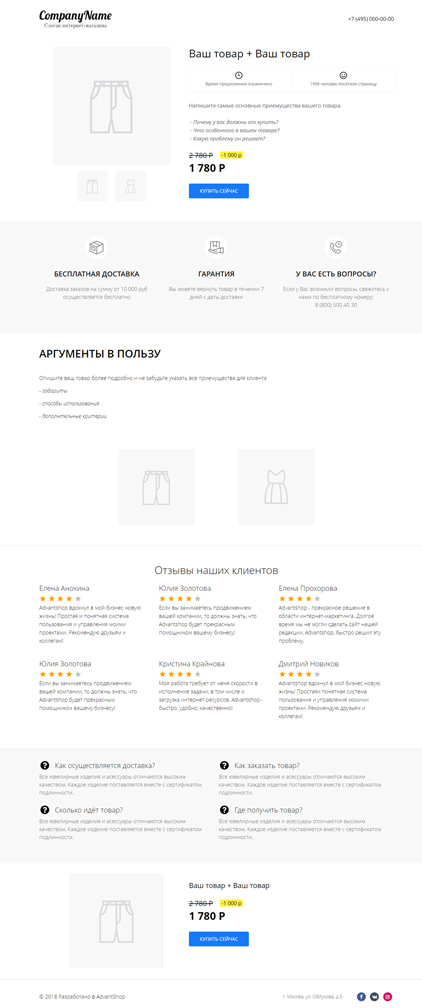 CompanyName
Слоган интернет-магазина
+7 (495) 000-00-00
Ваш товар + Ваш товар
Время предложения ограничено
1990 человек посетили страницу
Напишите самые основные приемущества вашего товара.
- Почему у вас должны его купить?
- Что особенного в вашем товаре?
- Какую проблему он решает?
2 780 Р
-1 000 р
1 780 Р
КУПИТЬ СЕЙЧАС
БЕСПЛАТНАЯ ДОСТАВКА
Доставка заказов на сумму от 10 000 руб
осуществляется бесплатно
ГАРАНТИЯ
Вы можете вернуть товар в течении 7
дней с даты доставки
У ВАС ЕСТЬ ВОПРОСЫ?
Если у Вас возникли вопросы, свяжитесь с
нами по бесплатному номеру:
8 (800) 500 40 30
АРГУМЕНТЫ В ПОЛЬЗУ
Опишите ваш товар более подробно и не забудьте указать все приемущества для клиента
- габариты
- способы использования
- дополнительные критерии
Отзывы наших клиентов
Елена Анохина
Advantshop вдохнул в мой бизнес новую
жизнь! Простая и понятная система
пользования и управления моими
проектами. Рекомендую друзьям и
коллегам!
Юлия Золотова
Если вы занимаетесь продвижением
вашей компании, то должны знать, что
Advantshop будет прекрасным
помощником вашему бизнесу!
Елена Прохорова
Advantshop - прекрасное решение в
области интернет-маркетинга. Долгое
время мы не могли сделать сайт нашей
редакции, Advantshop, быстро решил эту
проблему.
Юлия Золотова
Если вы занимаетесь продвижением
вашей компании, то должны знать, что
Advantshop будет прекрасным
помощником вашему бизнесу!
Кристина Крайнова
Моя работа требует от меня скорости в
исполнение задачи, в том числе и
загрузка интернет-ресурсов. Advantshop -
быстро, удобно, качественно!
Дмитрий Новиков
Advantshop вдохнул в мой бизнес новую
жизнь! Простая и понятная система
пользования и управления моими
проектами. Рекомендую друзьям и
коллегам!
Как осуществляется доставка?
Все ювелирные изделия и асессуары отличаются высоким
качеством. Каждое изделие поставляется вместе с сертификатом
подлинности.
Как заказать товар?
Все ювелирные изделия и асессуары отличаются высоким
качеством. Каждое изделие поставляется вместе с сертификатом
подлинности.
Сколько идёт товар?
Все ювелирные изделия и асессуары отличаются высоким
качеством. Каждое изделие поставляется вместе с сертификатом
подлинности.
Где получить товар?
Все ювелирные изделия и асессуары отличаются высоким
качеством. Каждое изделие поставляется вместе с сертификатом
подлинности.
Ваш товар + Ваш товар
2 780 Р
-1 000 р
1 780 Р
КУПИТЬ СЕЙЧАС
© 2018 Разработано в AdvantShop
г. Москва, ул. Облукова, д.5